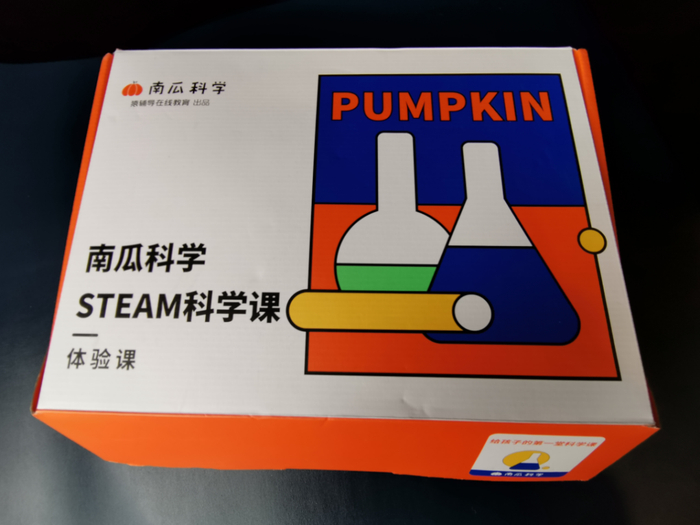 南瓜科学
猿辅导在线教育 出品
PUMPKIN
南瓜科学
STEAM科学课
体验课
给孩子的第一堂科学课
南瓜科学